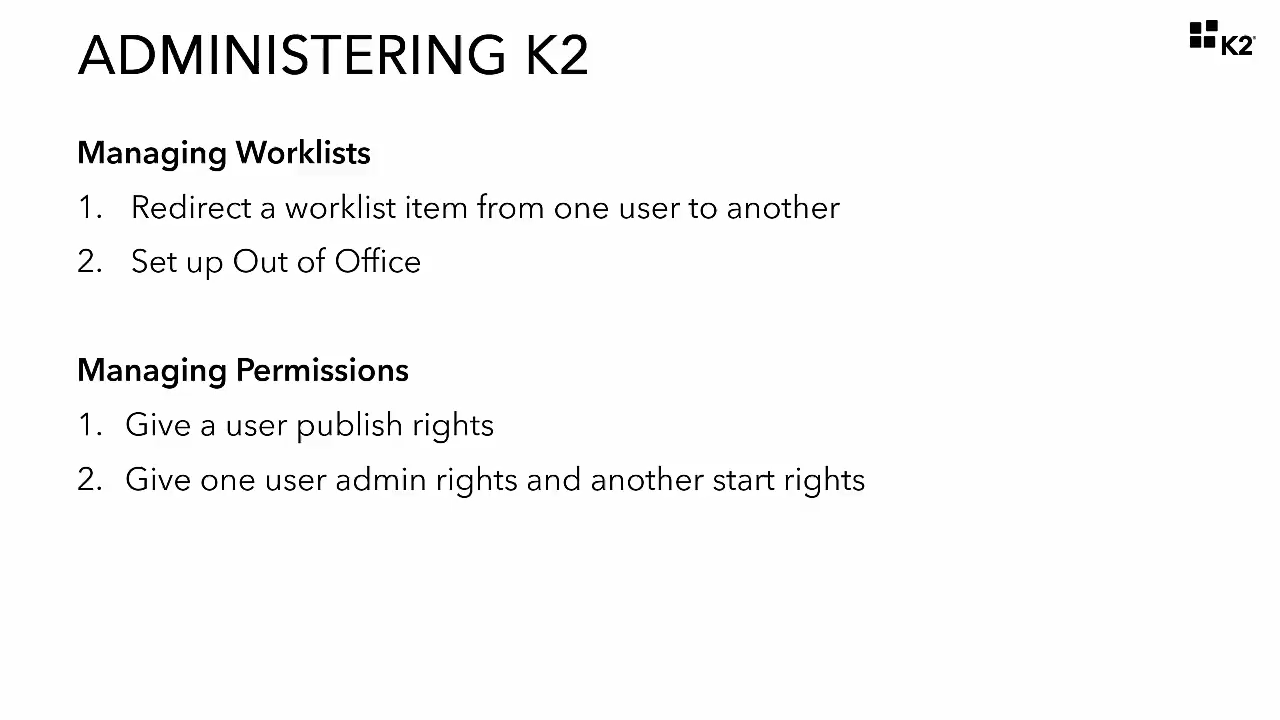 ADMINISTERING K2
K2
Managing Worklists
1. Redirect a worklist item from one user to another
2. Set up Out of Office
Managing Permissions
1. Give a user publish rights
2. Give one user admin rights and another start rights